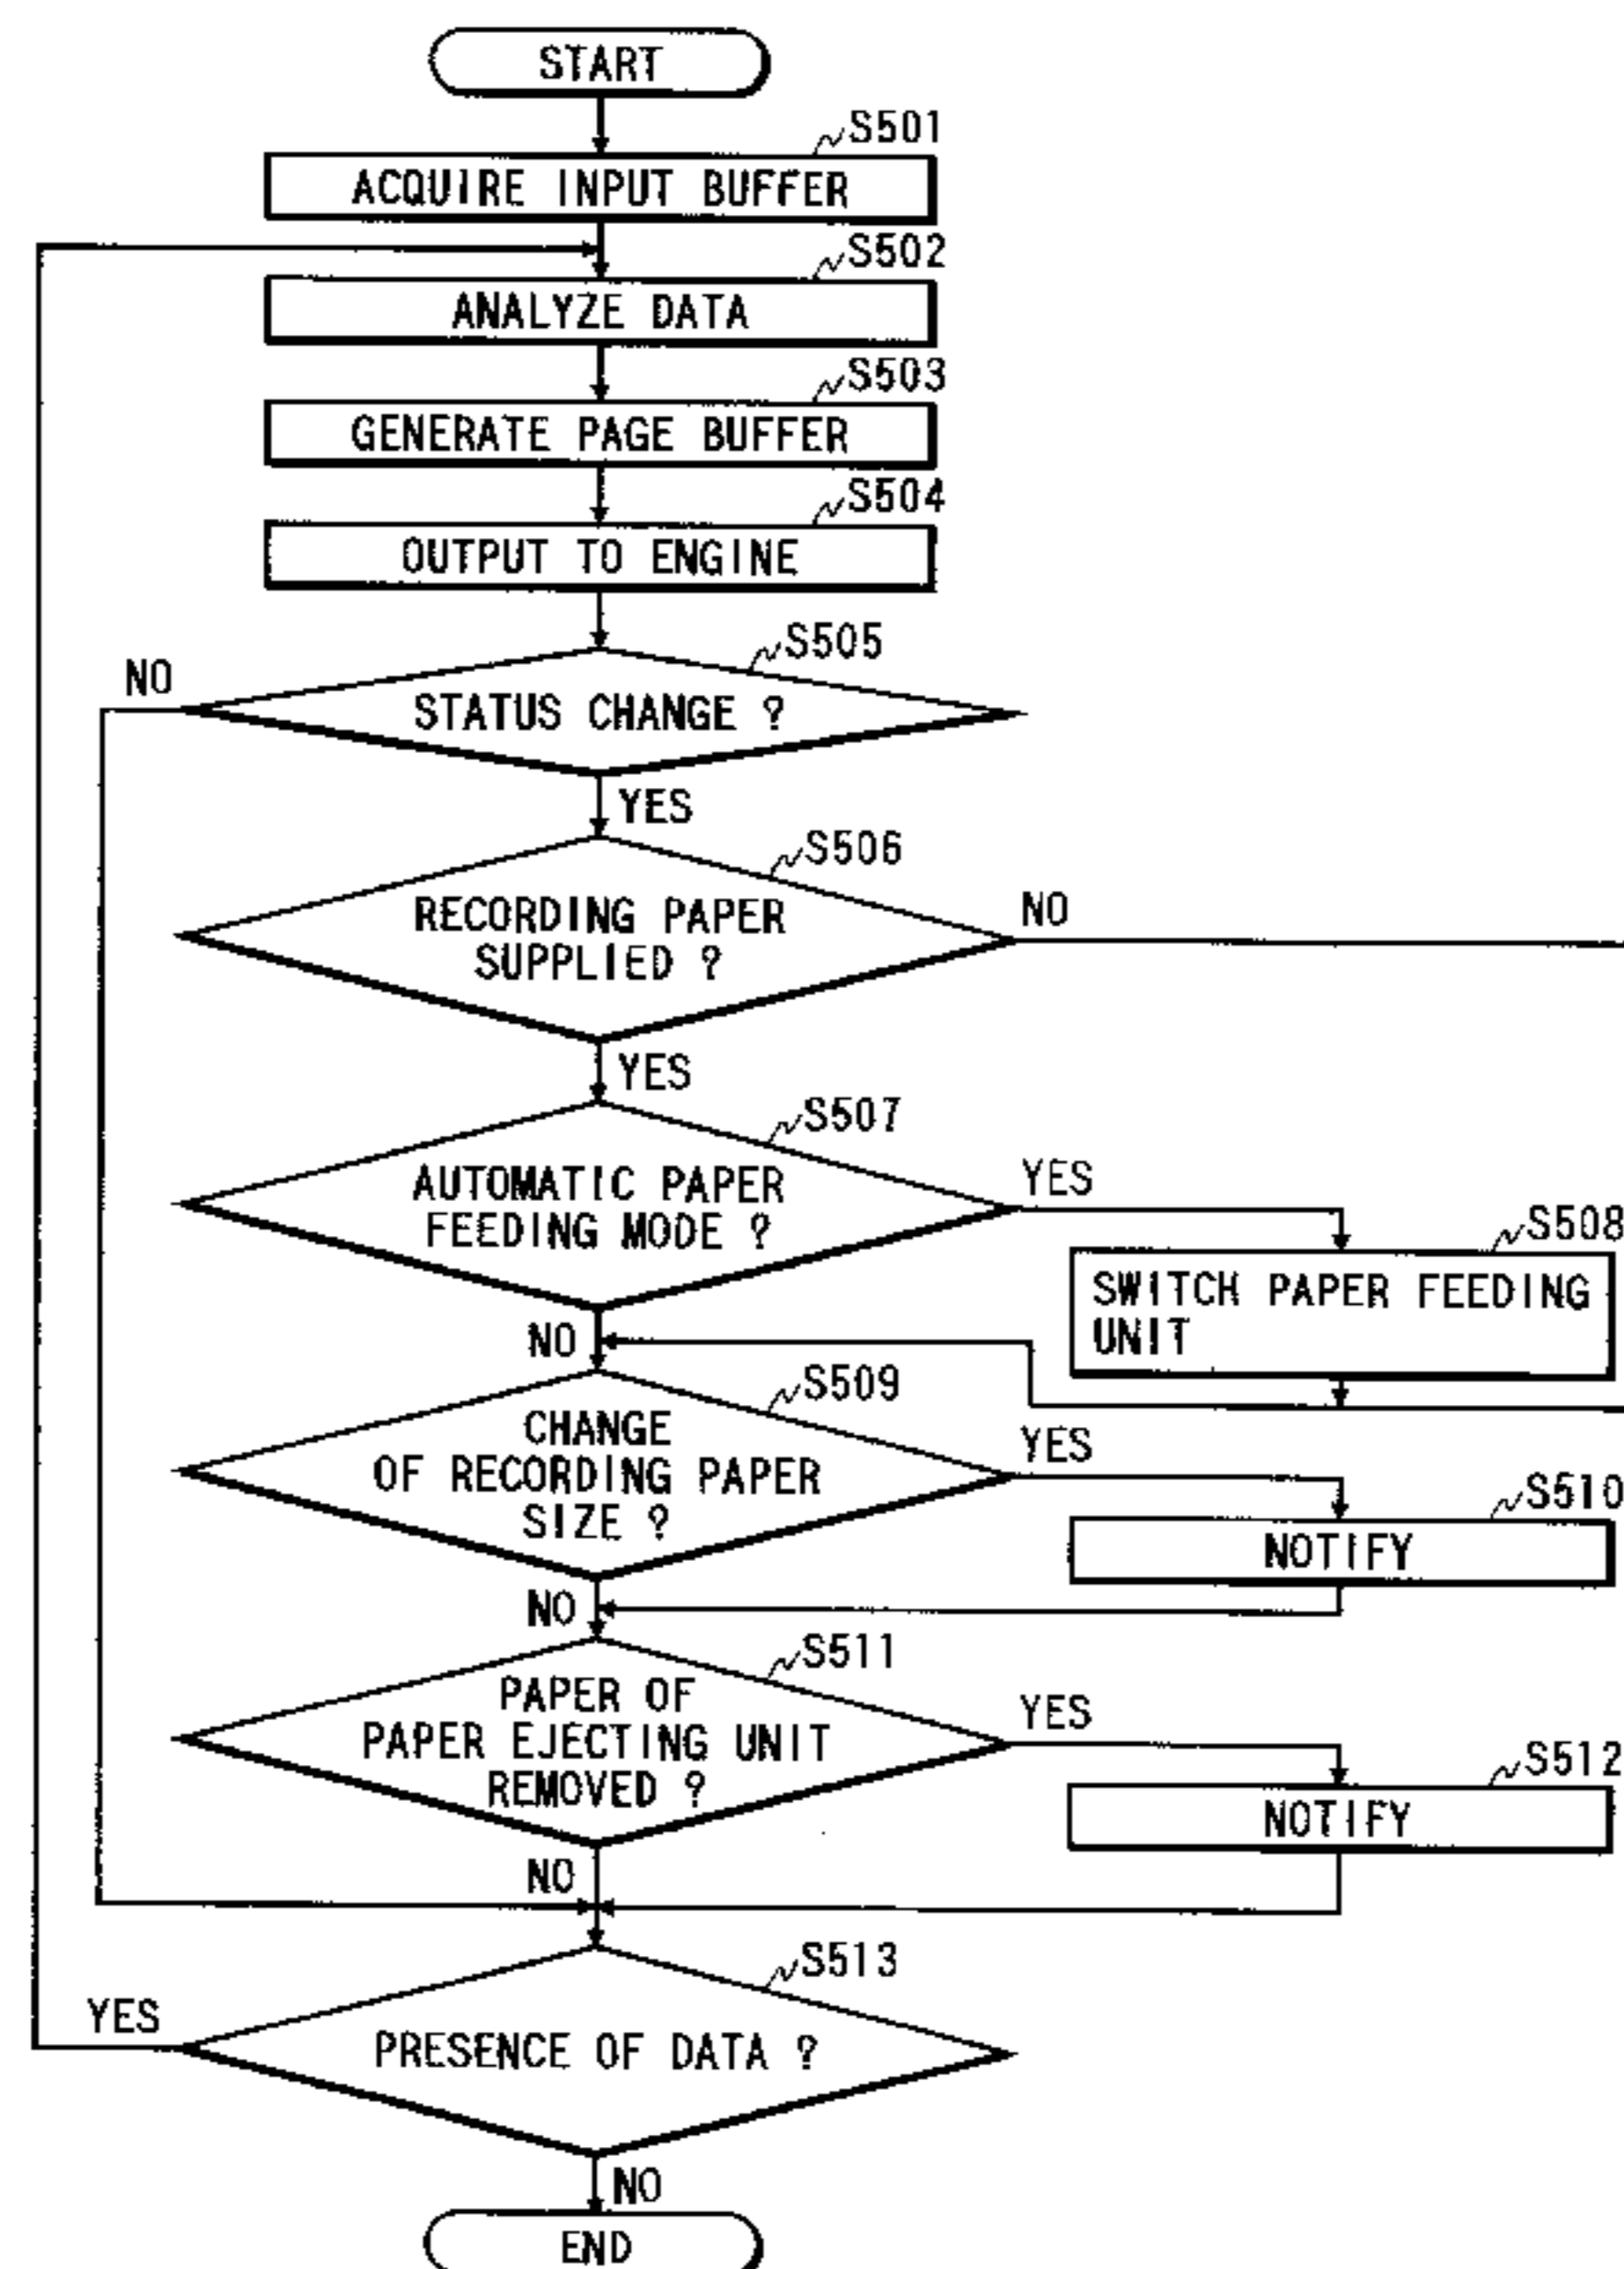 START
S501
ACQUIRE INPUT BUFFER
S502
ANALYZE DATA
S503
GENERATE PAGE BUFFER
S504
OUTPUT TO ENGINE
S505
NO
STATUS CHANGE ?
YES
S506
RECORDING PAPER
SUPPLIED ?
NO
YES
S507
AUTOMATIC PAPER
FEEDING MODE ?
YES
S508
SWITCH PAPER FEEDING
UNIT
NO
S509
CHANGE
OF RECORDING PAPER
SIZE ?
YES
S510
NOTIFY
NO
S511
PAPER OF
PAPER EJECTING UNIT
REMOVED ?
YES
S512
NOTIFY
NO
S513
YES
PRESENCE OF DATA ?
NO
END